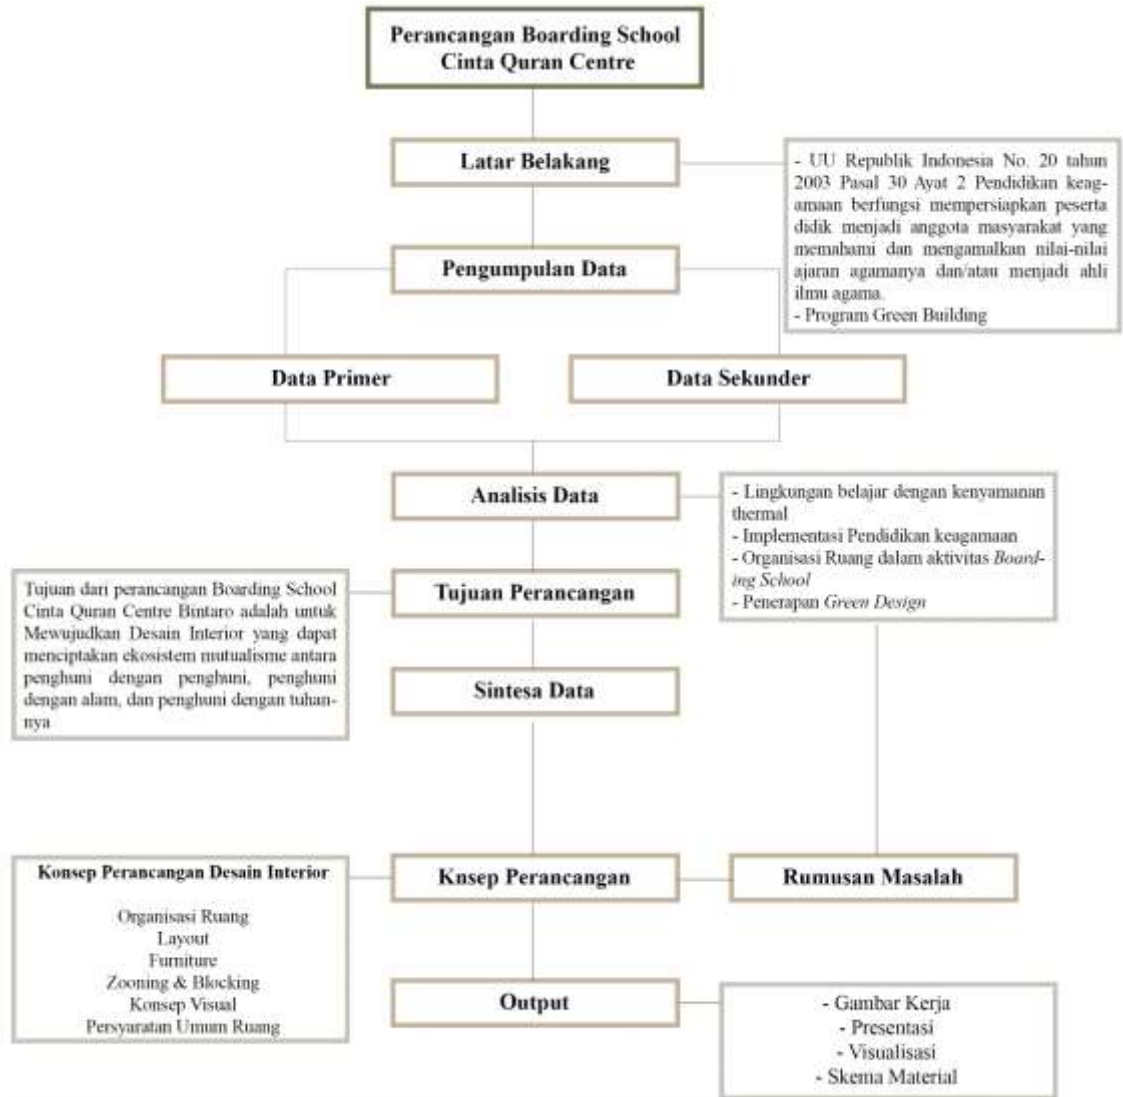 Perancangan Boarding School
Cinta Quran Centre
Latar Belakang
- UU Republik Indonesia No. 20 tahun
2003 Pasal 30 Ayat 2 Pendidikan keag-
amaan berfungsi mempersiapkan peserta
didik menjadi anggota masyarakat yang
memahami dan mengamalkan nilai-nilai
ajaran agamanya dan/atau menjadi ahli
ilmu agama.
- Program Green Building
Pengumpulan Data
Data Primer
Data Sekunder
Analisis Data
- Lingkungan belajar dengan kenyamanan
thermal
- Implementasi Pendidikan keagamaan
- Organisasi Ruang dalam aktivitas Board-
ing School
- Penerapan Green Design
Tujuan Perancangan
Tujuan dari perancangan Boarding School
Cinta Quran Centre Bintaro adalah untuk
Mewujudkan Desain Interior yang dapat
menciptakan ekosistem mutualisme antara
penghuni dengan penghuni, penghuni
dengan alam, dan penghuni dengan tuhan-
nya
Sintesa Data
Konsep Perancangan Desain Interior
Organisasi Ruang
Layout
Furniture
Zooning & Blocking
Konsep Visual
Persyaratan Umum Ruang
Knsep Perancangan
Rumusan Masalah
Output
- Gambar Kerja
- Presentasi
- Visualisasi
- Skema Material